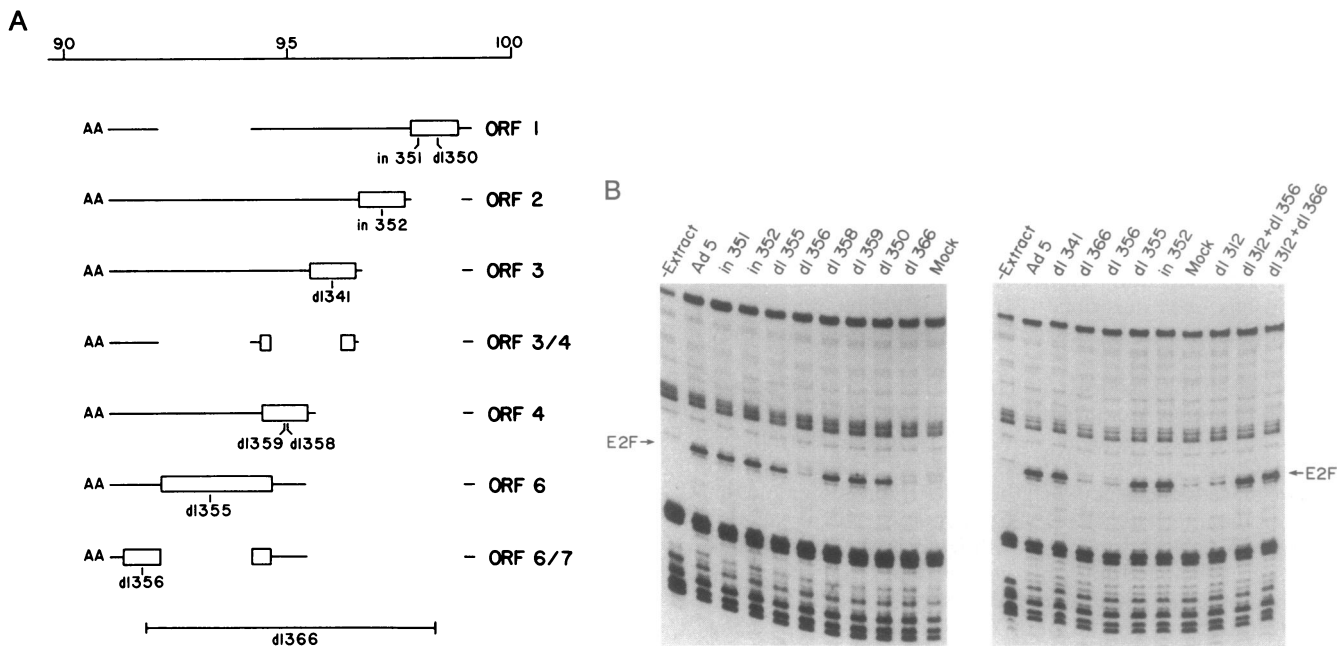 A
90 95 100
AA ORF 1
in 351 dl350
AA ORF 2
in 352
AA ORF 3
dl341
AA ORF 3/4
AA ORF 4
dl359 dl358
AA ORF 6
dl355
AA ORF 6/7
dl356
dl366
B
-Extract
Ad 5
in 351
in 352
dl 355
dl 356
dl 358
dl 359
dl 350
dl 366
Mock
E2F
-Extract
Ad 5
dl 341
dl 366
dl 356
dl 355
in 352
Mock
dl 312
dl 312+dl 356
dl 312+dl 366
E2F